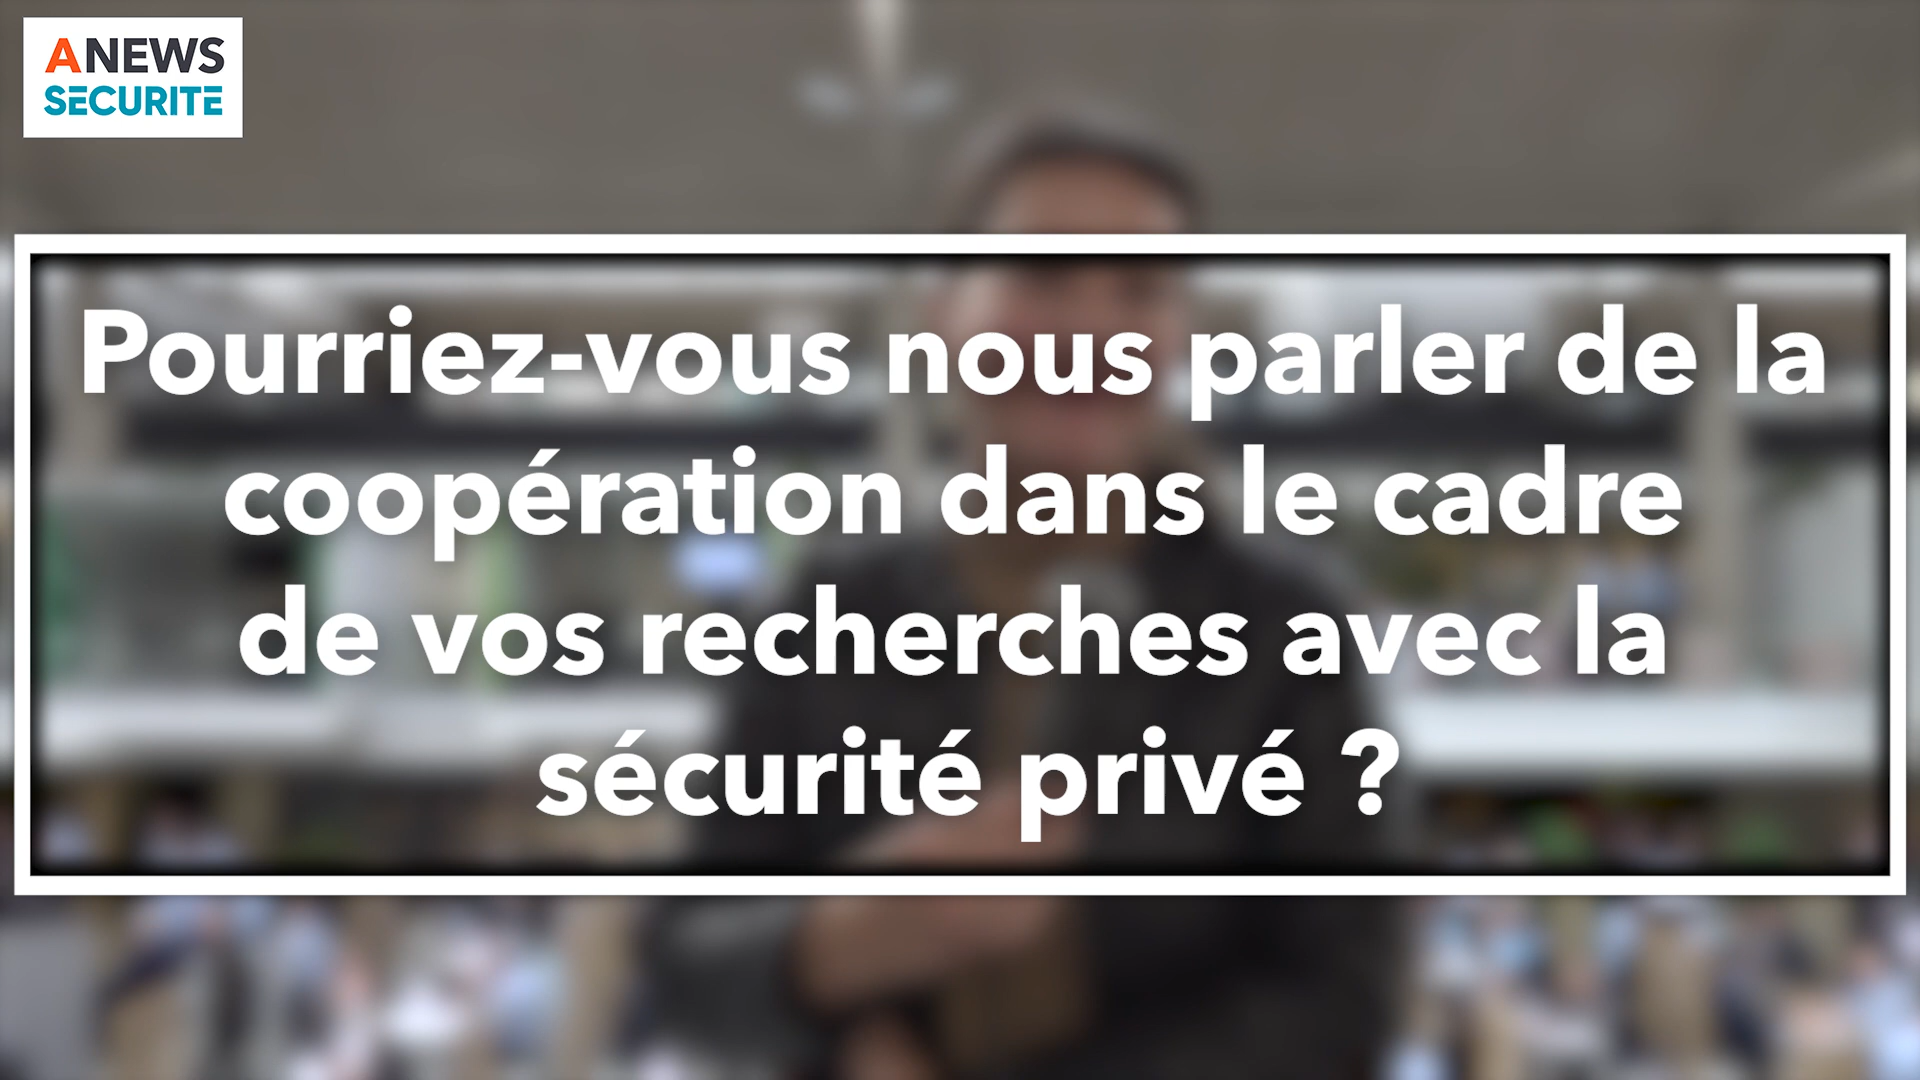 ANEWS
SECURITE
Pourriez-vous nous parler de la
coopération dans le cadre
de vos recherches avec la
sécurité privé ?